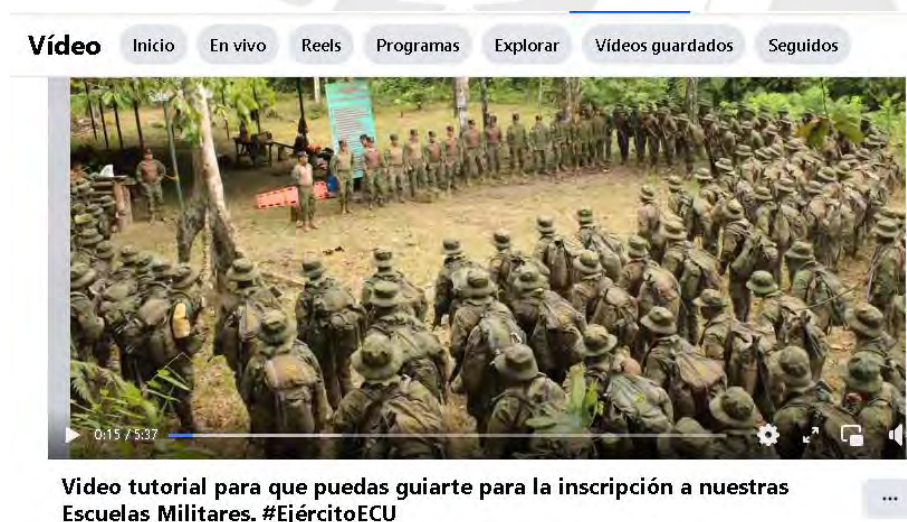 Vídeo Inicio En vivo Reels Programas Explorar Vídeos guardados Seguidos
0:15 / 5:37
Video tutorial para que puedas guiarte para la inscripción a nuestras
Escuelas Militares. #EjércitoECU